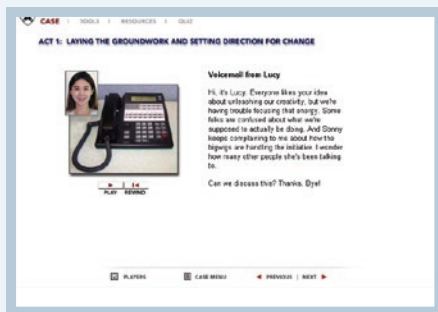 CASE | TOOLS | RESOURCES | QUIZ
ACT 1: LAYING THE GROUNDWORK AND SETTING DIRECTION FOR CHANGE
Voicemail from Lucy
Hi, it's Lucy. Everyone likes your idea
about unleashing our creativity, but we're
having trouble focusing that energy. Some
folks are confused about what we're
supposed to actually be doing. And Sonny
keeps complaining to me about how the
bigwigs are handling the initiative. I wonder
how many other people she's been talking
to.
Can we discuss this? Thanks. Bye!
PLAY REWIND
PLAYERS CASE MENU PREVIOUS | NEXT